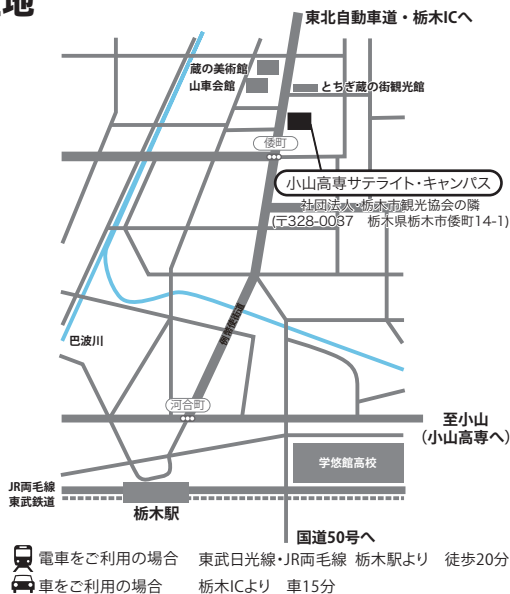 地
東北自動車道・栃木ICへ
蔵の美術館
山車会館
とちぎ蔵の街観光館
倭町
小山高専サテライト・キャンパス
社団法人・栃木市観光協会の隣
(〒328-0037 栃木県栃木市倭町14-1)
例幣使街道
巴波川
河合町
至小山
(小山高専へ)
学悠館高校
JR両毛線
東武鉄道
栃木駅
国道50号へ
電車をご利用の場合 東武日光線・JR両毛線 栃木駅より 徒歩20分
車をご利用の場合 栃木ICより 車15分